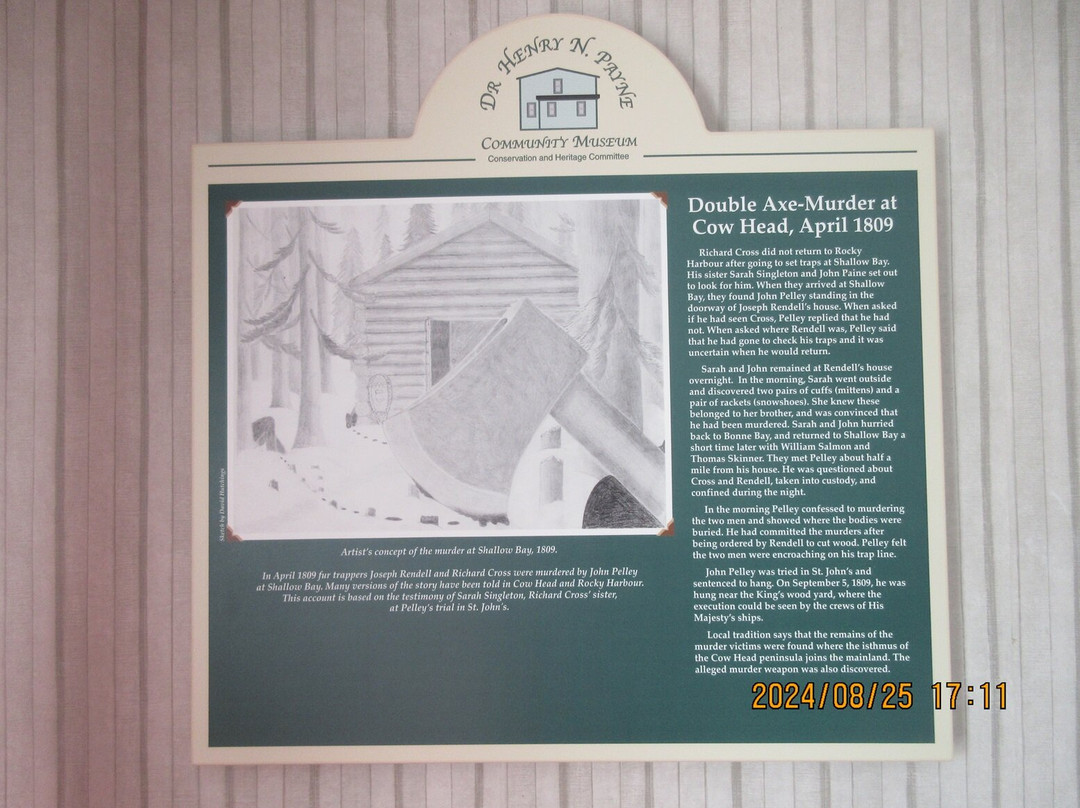 DR HENRY N. PAYNE
COMMUNITY MUSEUM
Conservation and Heritage Committee
Sketch by David Hutchings
Artist's concept of the murder at Shallow Bay, 1809.
In April 1809 fur trappers Joseph Rendell and Richard Cross were murdered by John Pelley
at Shallow Bay. Many versions of the story have been told in Cow Head and Rocky Harbour.
This account is based on the testimony of Sarah Singleton, Richard Cross' sister,
at Pelley's trial in St. John's.
Double Axe-Murder at
Cow Head, April 1809
Richard Cross did not return to Rocky
Harbour after going to set traps at Shallow Bay.
His sister Sarah Singleton and John Paine set out
to look for him. When they arrived at Shallow
Bay, they found John Pelley standing in the
doorway of Joseph Rendell's house. When asked
if he had seen Cross, Pelley replied that he had
not. When asked where Rendell was, Pelley said
that he had gone to check his traps and it was
uncertain when he would return.
Sarah and John remained at Rendell's house
overnight. In the morning, Sarah went outside
and discovered two pairs of cuffs (mittens) and a
pair of rackets (snowshoes). She knew these
belonged to her brother, and was convinced that
he had been murdered. Sarah and John hurried
back to Bonne Bay, and returned to Shallow Bay a
short time later with William Salmon and
Thomas Skinner. They met Pelley about half a
mile from his house. He was questioned about
Cross and Rendell, taken into custody, and
confined during the night.
In the morning Pelley confessed to murdering
the two men and showed where the bodies were
buried. He had committed the murders after
being ordered by Rendell to cut wood. Pelley felt
the two men were encroaching on his trap line.
John Pelley was tried in St. John's and
sentenced to hang. On September 5, 1809, he was
hung near the King's wood yard, where the
execution could be seen by the crews of His
Majesty's ships.
Local tradition says that the remains of the
murder victims were found where the isthmus of
the Cow Head peninsula joins the mainland. The
alleged murder weapon was also discovered.
2024/08/25 17:11